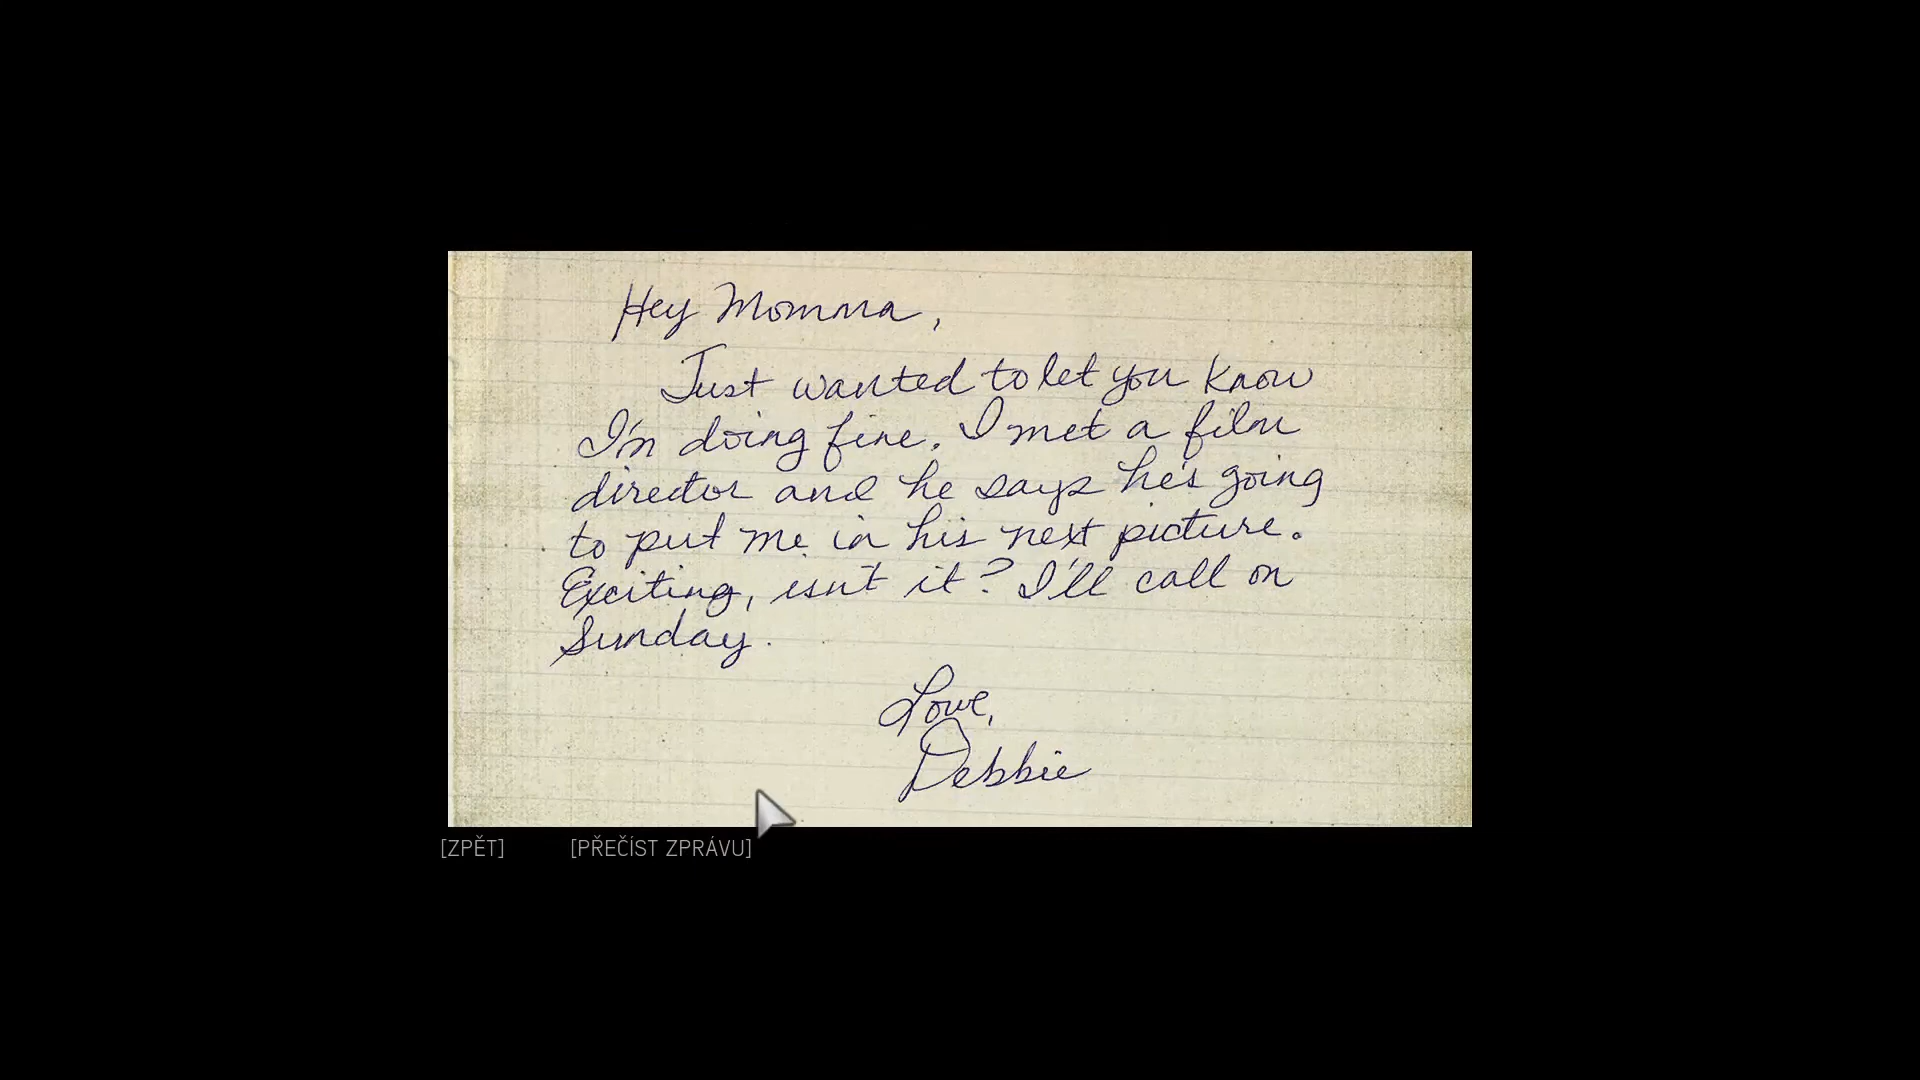 Hey Momma,
Just wanted to let you know
I'm doing fine. I met a film
director and he says he's going
to put me in his next picture.
Exciting, isn't it? I'll call on
Sunday.
Love,
Debbie
[ZPĚT] [PŘEČÍST ZPRÁVU]